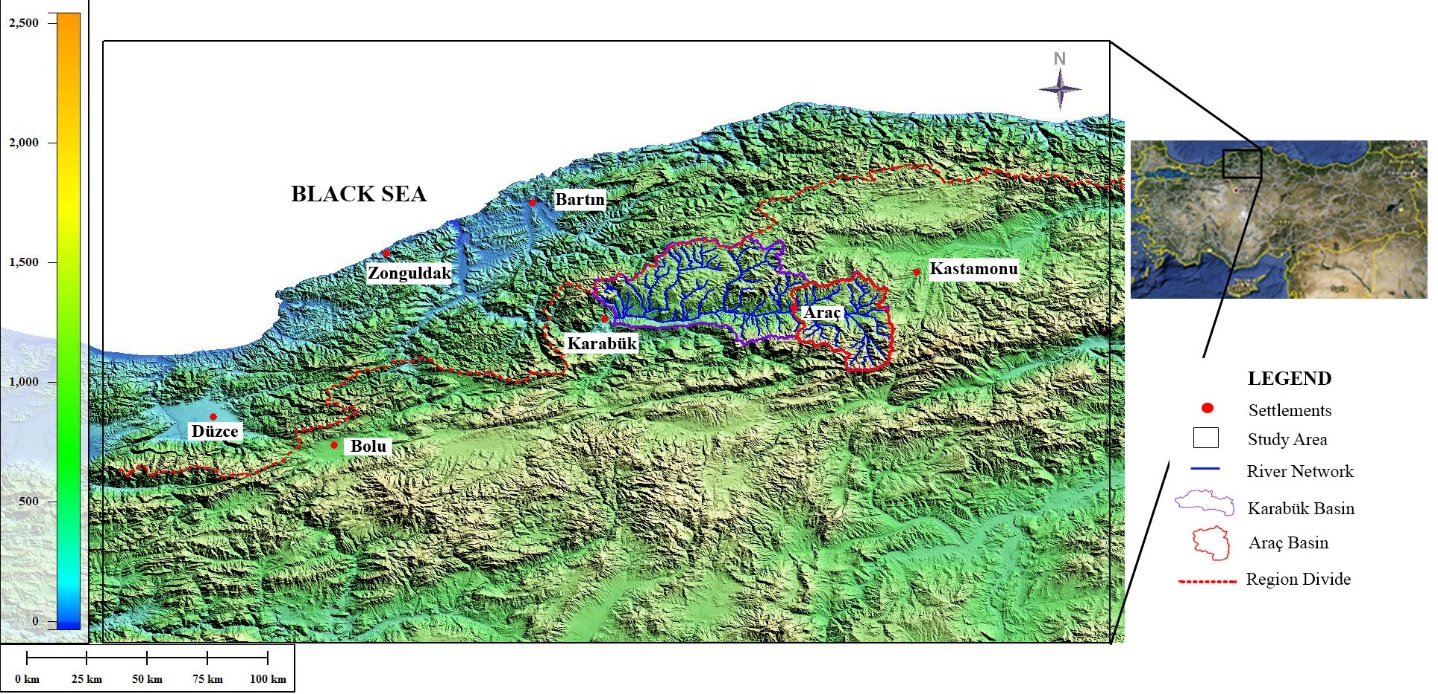 2,500
2,000
1,500
1,000
500
0
N
BLACK SEA
Bartın
Zonguldak
Kastamonu
Araç
Karabük
Düzce
Bolu
LEGEND
Settlements
Study Area
River Network
Karabük Basin
Araç Basin
Region Divide
0 km 25 km 50 km 75 km 100 km